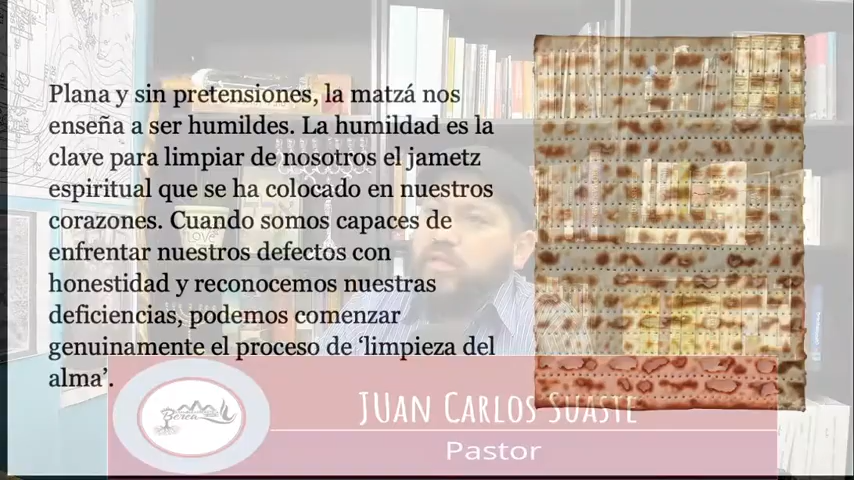 Plana y sin pretensiones, la matzá nos
enseña a ser humildes. La humildad es la
clave para limpiar de nosotros el jametz
espiritual que se ha colocado en nuestros
corazones. Cuando somos capaces de
enfrentar nuestros defectos con
honestidad y reconocemos nuestras
deficiencias, podemos comenzar
genuinamente el proceso de ‘limpieza del
alma’.
LOVE
Berea
JUAN CARLOS SUASTE
Pastor